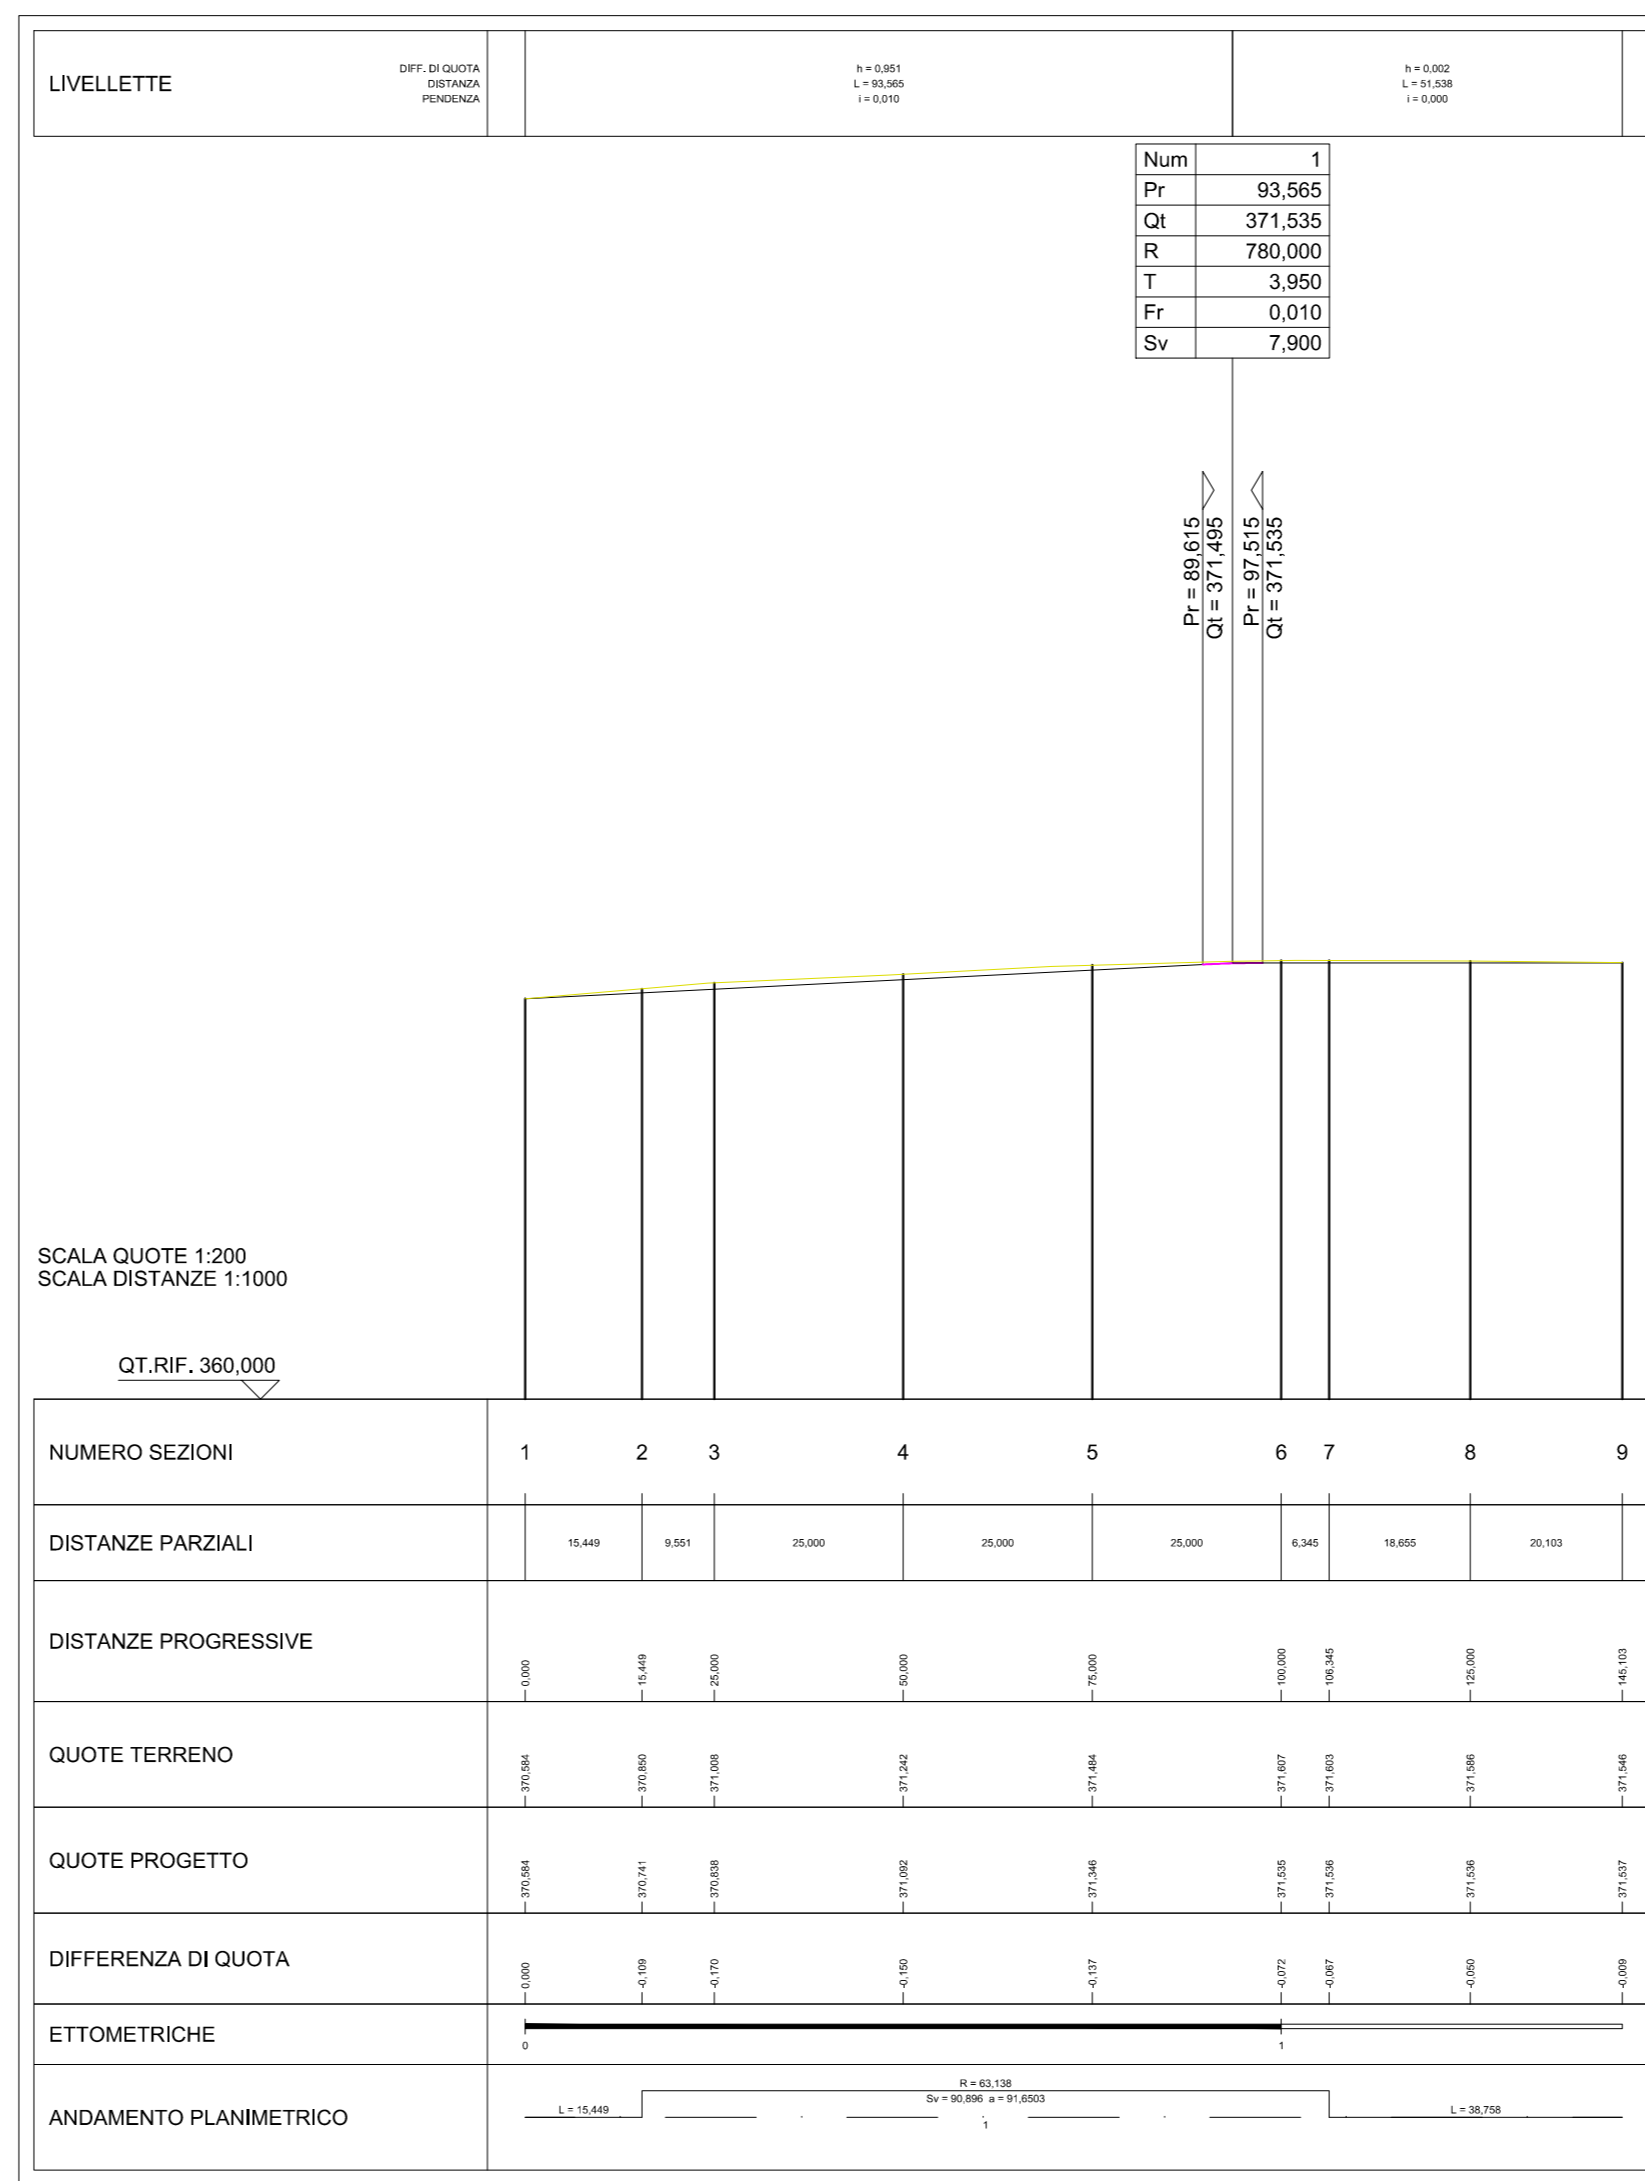 LIVELLETTE
DIFF. DI QUOTA
DISTANZA
PENDENZA
h = 0,951
L = 93,565
i = 0,010
h = 0,002
L = 51,538
i = 0,000
Num 1
Pr 93,565
Qt 371,535
R 780,000
T 3,950
Fr 0,010
Sv 7,900
Pr = 89,615
Qt = 371,495
Pr = 97,515
Qt = 371,535
SCALA QUOTE 1:200
SCALA DISTANZE 1:1000
QT.RIF. 360,000
NUMERO SEZIONI 1 2 3 4 5 6 7 8 9
DISTANZE PARZIALI 15,449 9,551 25,000 25,000 25,000 6,345 18,655 20,103
DISTANZE PROGRESSIVE 0,000 15,449 25,000 50,000 75,000 100,000 106,345 125,000 145,103
QUOTE TERRENO 370,584 370,850 371,008 371,242 371,484 371,607 371,603 371,586 371,546
QUOTE PROGETTO 370,584 370,741 370,838 371,092 371,346 371,535 371,536 371,536 371,537
DIFFERENZA DI QUOTA 0,000 -0,109 -0,170 -0,150 -0,137 -0,072 -0,067 -0,050 -0,009
ETTOMETRICHE 0 1
ANDAMENTO PLANIMETRICO
L = 15,449
R = 63,138
Sv = 90,896 a = 91,6503
1
L = 38,758